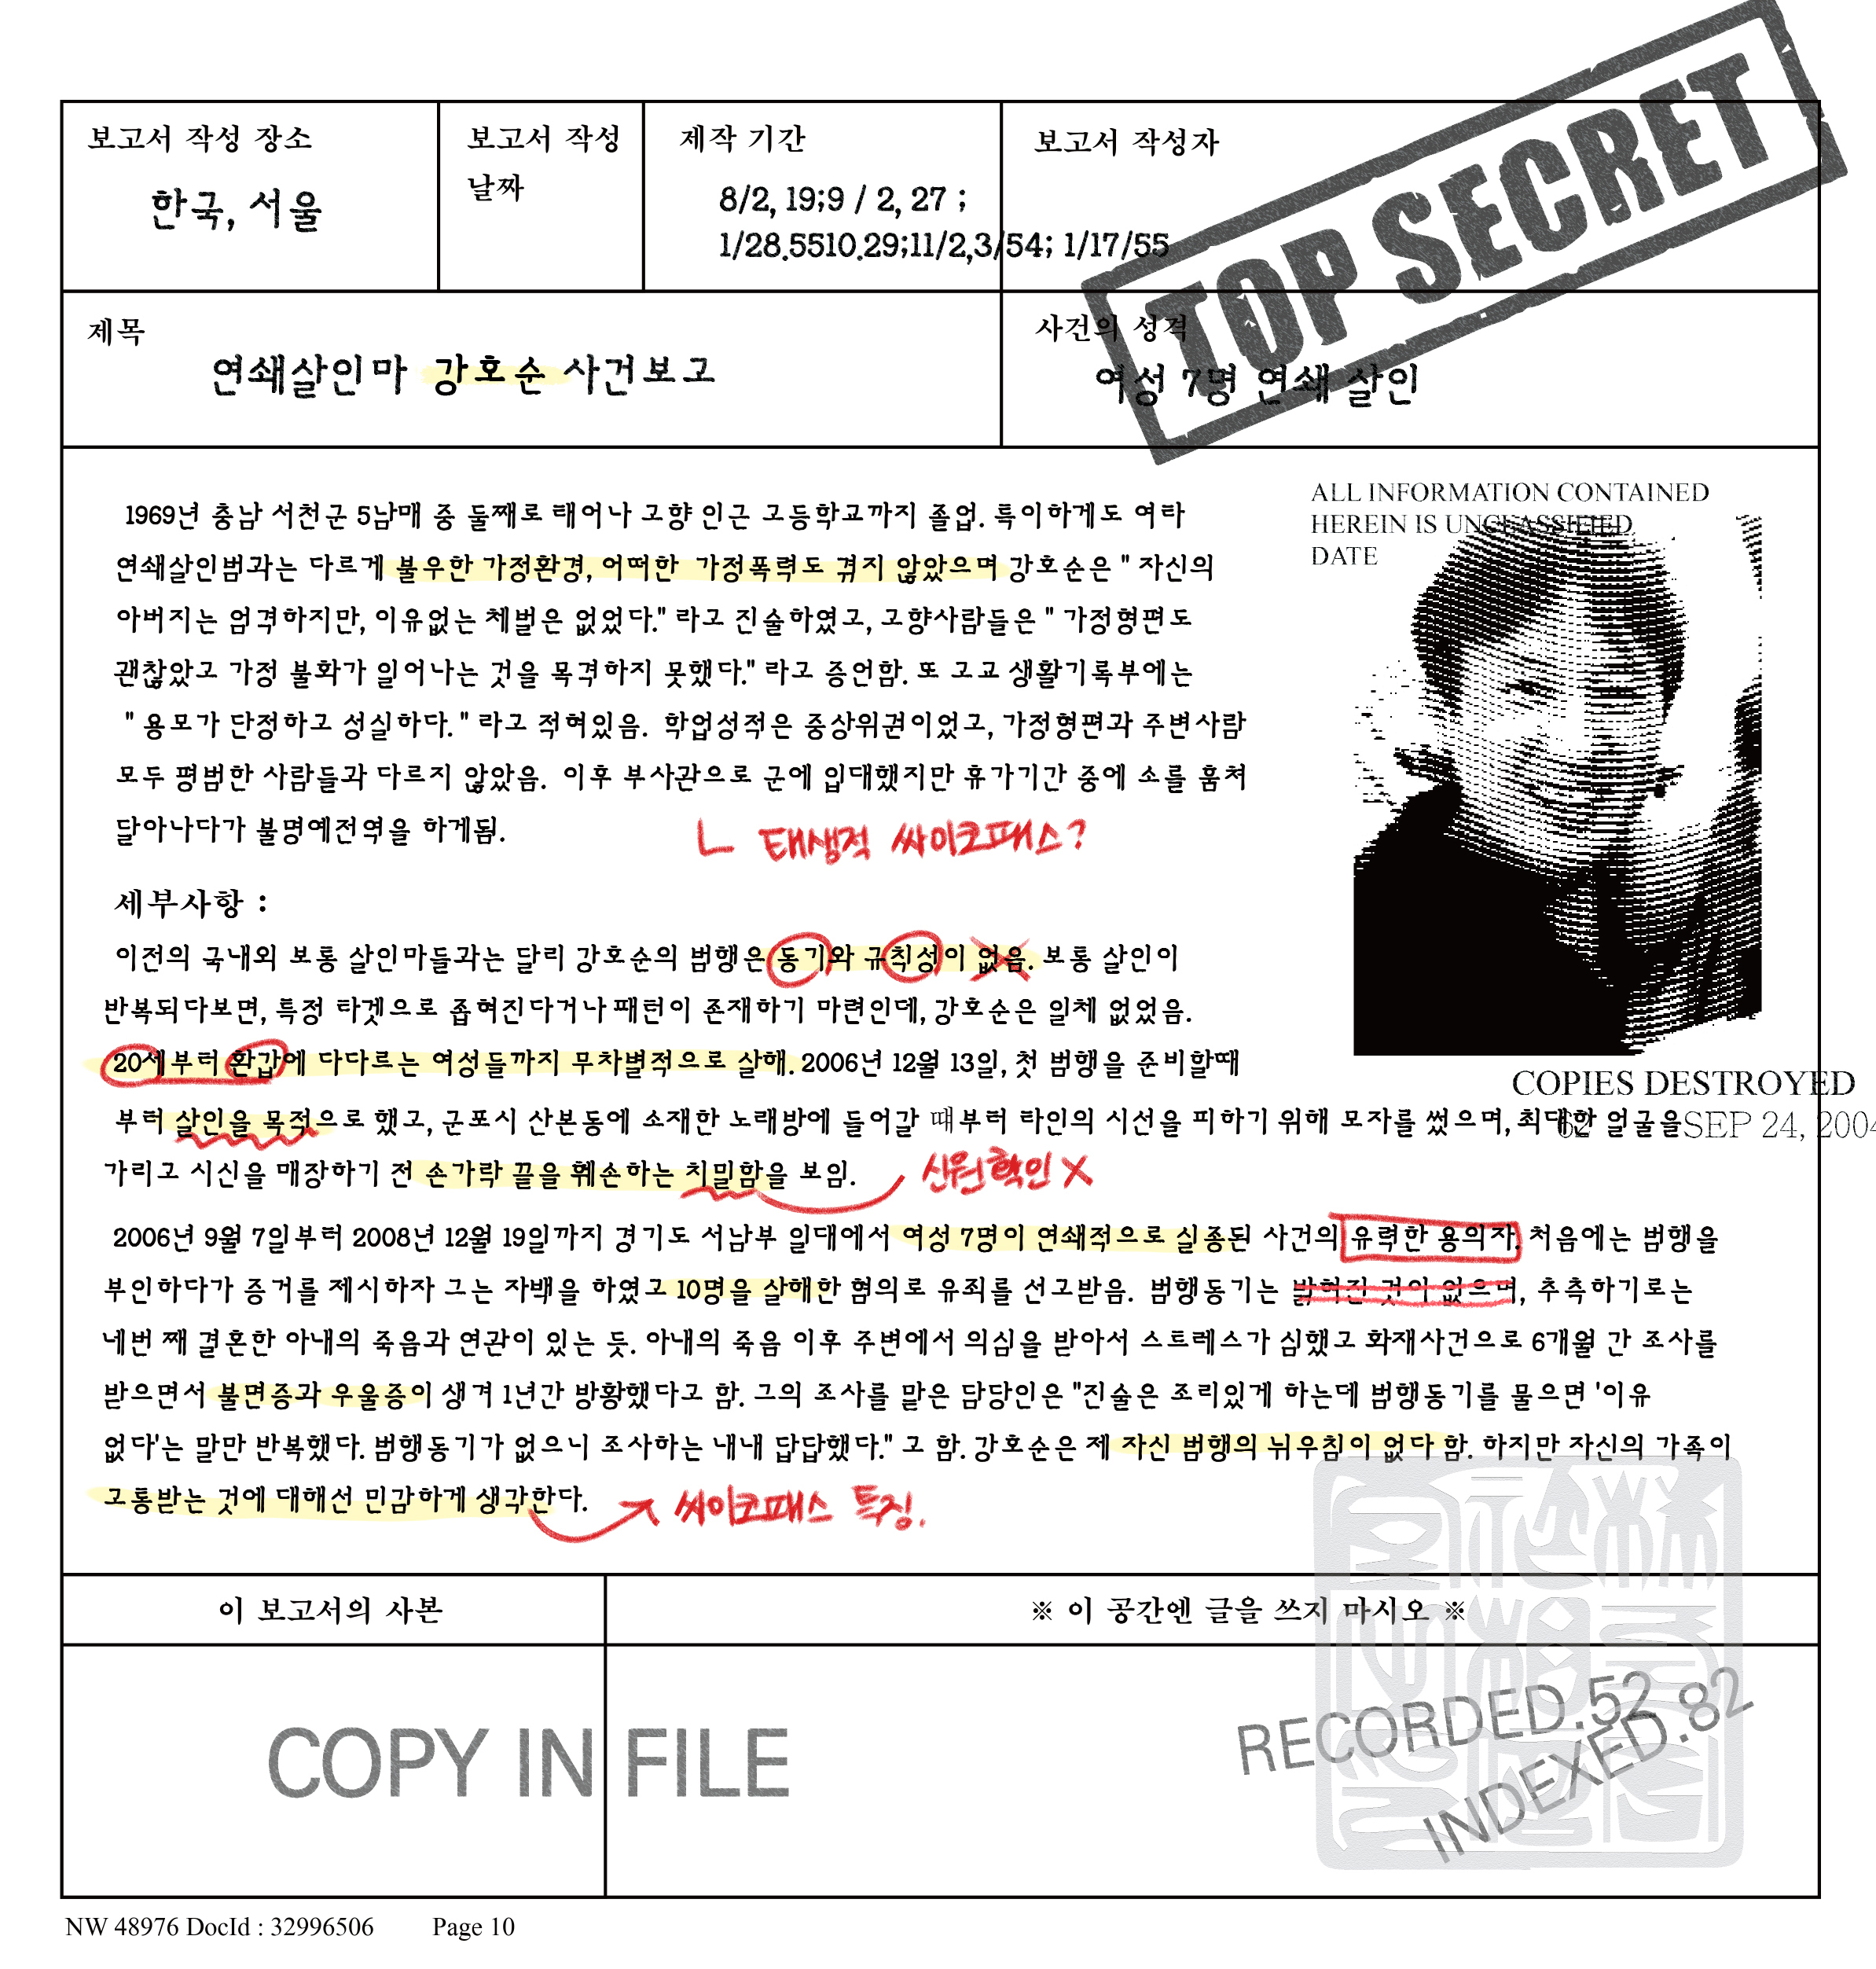 TOP SECRET
보고서 작성 장소
한국, 서울
보고서 작성
날짜
제작 기간
8/2, 19;9 / 2, 27 ;
1/28.5510.29;11/2,3/54; 1/17/55
보고서 작성자
제목
연쇄살인마 강호순 사건보고
사건의 성격
여성 7명 연쇄 살인
ALL INFORMATION CONTAINED
HEREIN IS UNCLASSIFIED
DATE
1969년 충남 서천군 5남매 중 둘째로 태어나 고향 인근 고등학교까지 졸업. 특이하게도 여타
연쇄살인범과는 다르게 불우한 가정환경, 어떠한 가정폭력도 겪지 않았으며 강호순은 " 자신의
아버지는 엄격하지만, 이유없는 체벌은 없었다." 라고 진술하였고, 고향사람들은 " 가정형편도
괜찮았고 가정 불화가 일어나는 것을 목격하지 못했다." 라고 증언함. 또 고교 생활기록부에는
" 용모가 단정하고 성실하다. " 라고 적혀있음. 학업성적은 중상위권이었고, 가정형편과 주변사람
모두 평범한 사람들과 다르지 않았음. 이후 부사관으로 군에 입대했지만 휴가기간 중에 소를 훔쳐
달아나다가 불명예전역을 하게됨.
태생적 싸이코패스?
세부사항 :
이전의 국내외 보통 살인마들과는 달리 강호순의 범행은 동기와 규칙성이 없음. 보통 살인이
반복되다보면, 특정 타겟으로 좁혀진다거나 패턴이 존재하기 마련인데, 강호순은 일체 없었음.
20세부터 환갑에 다다르는 여성들까지 무차별적으로 살해. 2006년 12월 13일, 첫 범행을 준비할때
COPIES DESTROYED
부터 살인을 목적으로 했고, 군포시 산본동에 소재한 노래방에 들어갈 때부터 타인의 시선을 피하기 위해 모자를 썼으며, 최대한 얼굴을
62 SEP 24, 2004
가리고 시신을 매장하기 전 손가락 끝을 훼손하는 치밀함을 보임.
신원확인 X
2006년 9월 7일부터 2008년 12월 19일까지 경기도 서남부 일대에서 여성 7명이 연쇄적으로 실종된 사건의 유력한 용의자. 처음에는 범행을
부인하다가 증거를 제시하자 그는 자백을 하였고 10명을 살해한 혐의로 유죄를 선고받음. 범행동기는 밝혀진 것이 없으며, 추측하기로는
네번 째 결혼한 아내의 죽음과 연관이 있는 듯. 아내의 죽음 이후 주변에서 의심을 받아서 스트레스가 심했고 화재사건으로 6개월 간 조사를
받으면서 불면증과 우울증이 생겨 1년간 방황했다고 함. 그의 조사를 맡은 담당인은 "진술은 조리있게 하는데 범행동기를 물으면 '이유
없다'는 말만 반복했다. 범행동기가 없으니 조사하는 내내 답답했다." 고 함. 강호순은 제 자신 범행의 뉘우침이 없다 함. 하지만 자신의 가족이
고통받는 것에 대해선 민감하게 생각한다.
싸이코패스 특징.
이 보고서의 사본
※ 이 공간엔 글을 쓰지 마시오 ※
COPY IN FILE
RECORDED.52
INDEXED.82
NW 48976 DocId : 32996506 Page 10